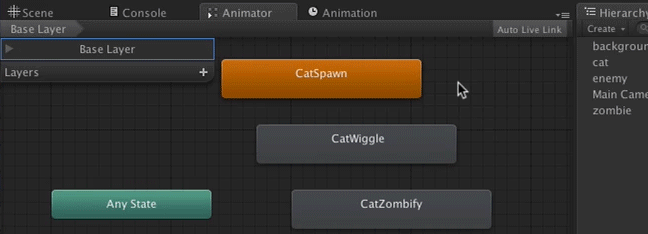 Scene Console Animator Animation Hierarchy
Base Layer Auto Live Link Create
Base Layer
Layers +
CatSpawn
CatWiggle
Any State
CatZombify
backgroun
cat
enemy
Main Came
zombie